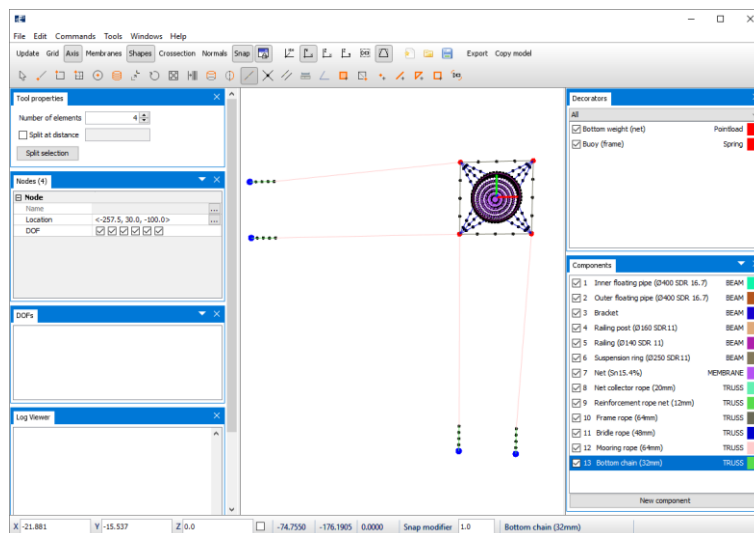 File Edit Commands Tools Windows Help
Update Grid Axis Membranes Shapes Crossection Normals Snap Export Copy model
Tool properties
Number of elements 4
Split at distance
Split selection
Nodes (4)
Node
Name ...
Location <-257.5, 30.0, -100.0> ...
DOF
DOFs
Log Viewer
Decorators
All
Bottom weight (net) Pointload
Buoy (frame) Spring
Components
1 Inner floating pipe (Ø400 SDR 16.7) BEAM
2 Outer floating pipe (Ø400 SDR 16.7) BEAM
3 Bracket BEAM
4 Railing post (Ø160 SDR11) BEAM
5 Railing (Ø140 SDR 11) BEAM
6 Suspension ring (Ø250 SDR11) BEAM
7 Net (Sn15.4%) MEMBRANE
8 Net collector rope (20mm) TRUSS
9 Reinforcement rope net (12mm) TRUSS
10 Frame rope (64mm) TRUSS
11 Bridle rope (48mm) TRUSS
12 Mooring rope (64mm) TRUSS
13 Bottom chain (32mm) TRUSS
New component
X -21.881 Y -15.537 Z 0.0 -74.7550 -176.1905 0.0000 Snap modifier 1.0 Bottom chain (32mm)